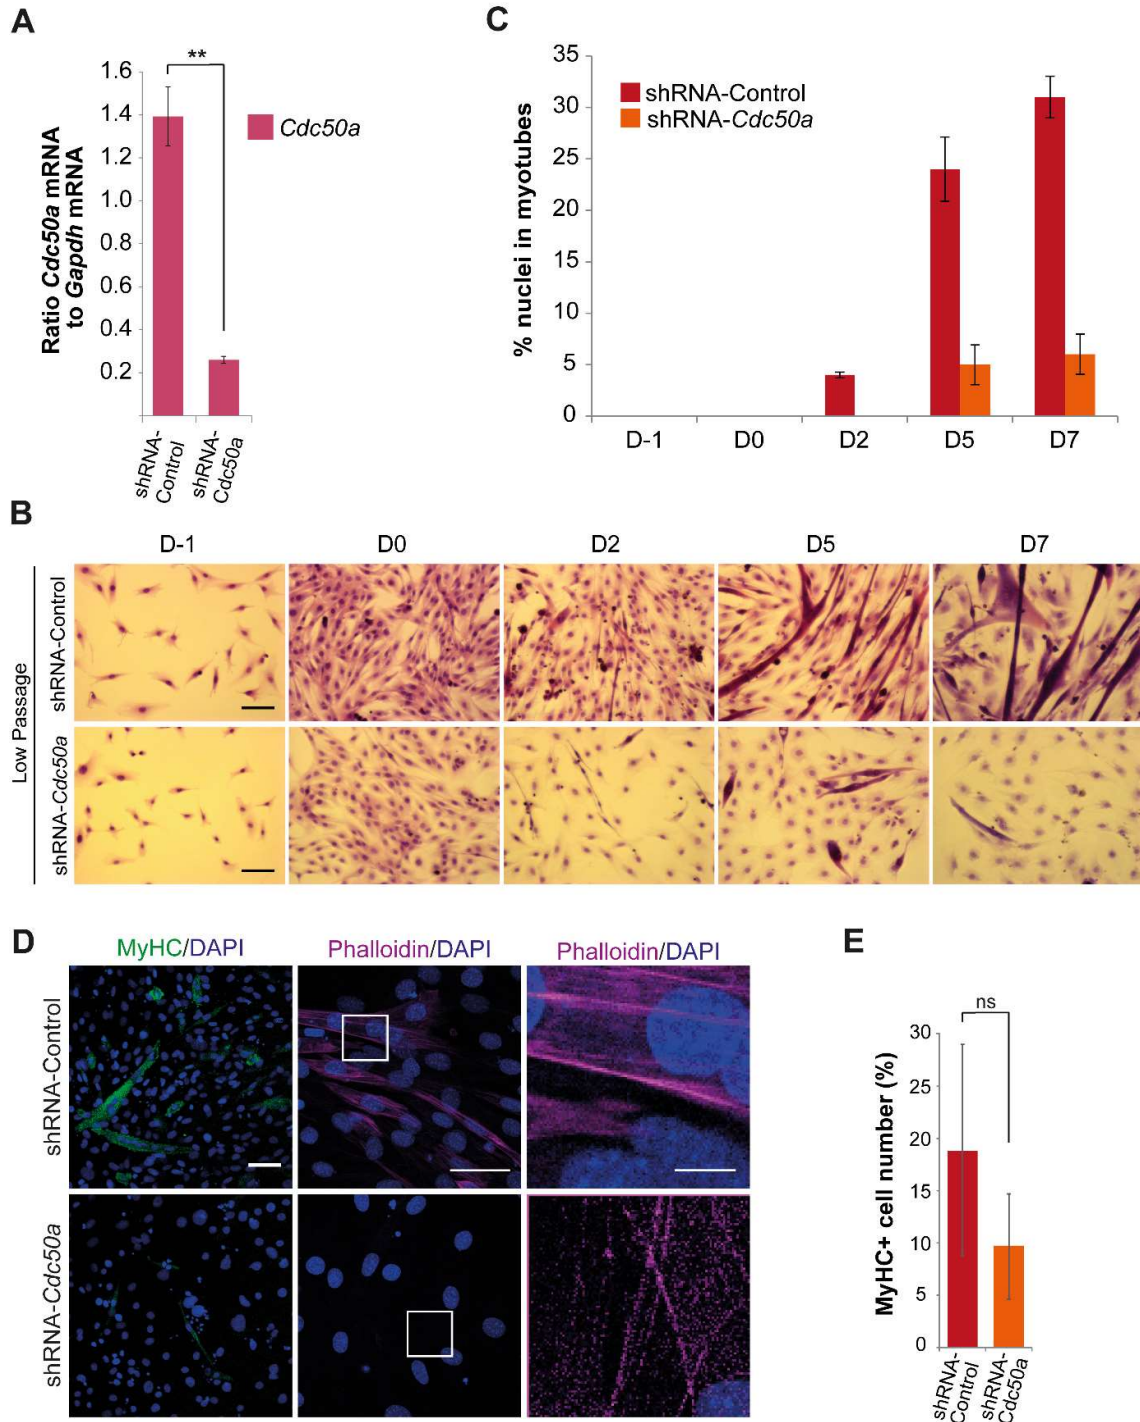 A
**
1.6
1.4
1.2
1.0
0.8
0.6
0.4
0.2
Ratio Cdc50a mRNA
to Gapdh mRNA
Cdc50a
shRNA-
Control
shRNA-
Cdc50a
C
35
30
25
20
15
10
5
0
% nuclei in myotubes
shRNA-Control
shRNA-Cdc50a
D-1 D0 D2 D5 D7
B
D-1 D0 D2 D5 D7
Low Passage
shRNA-Control
shRNA-Cdc50a
D
MyHC/DAPI Phalloidin/DAPI Phalloidin/DAPI
shRNA-Control
shRNA-Cdc50a
E
ns
30
25
20
15
10
5
0
MyHC+ cell number (%)
shRNA-
Control
shRNA-
Cdc50a